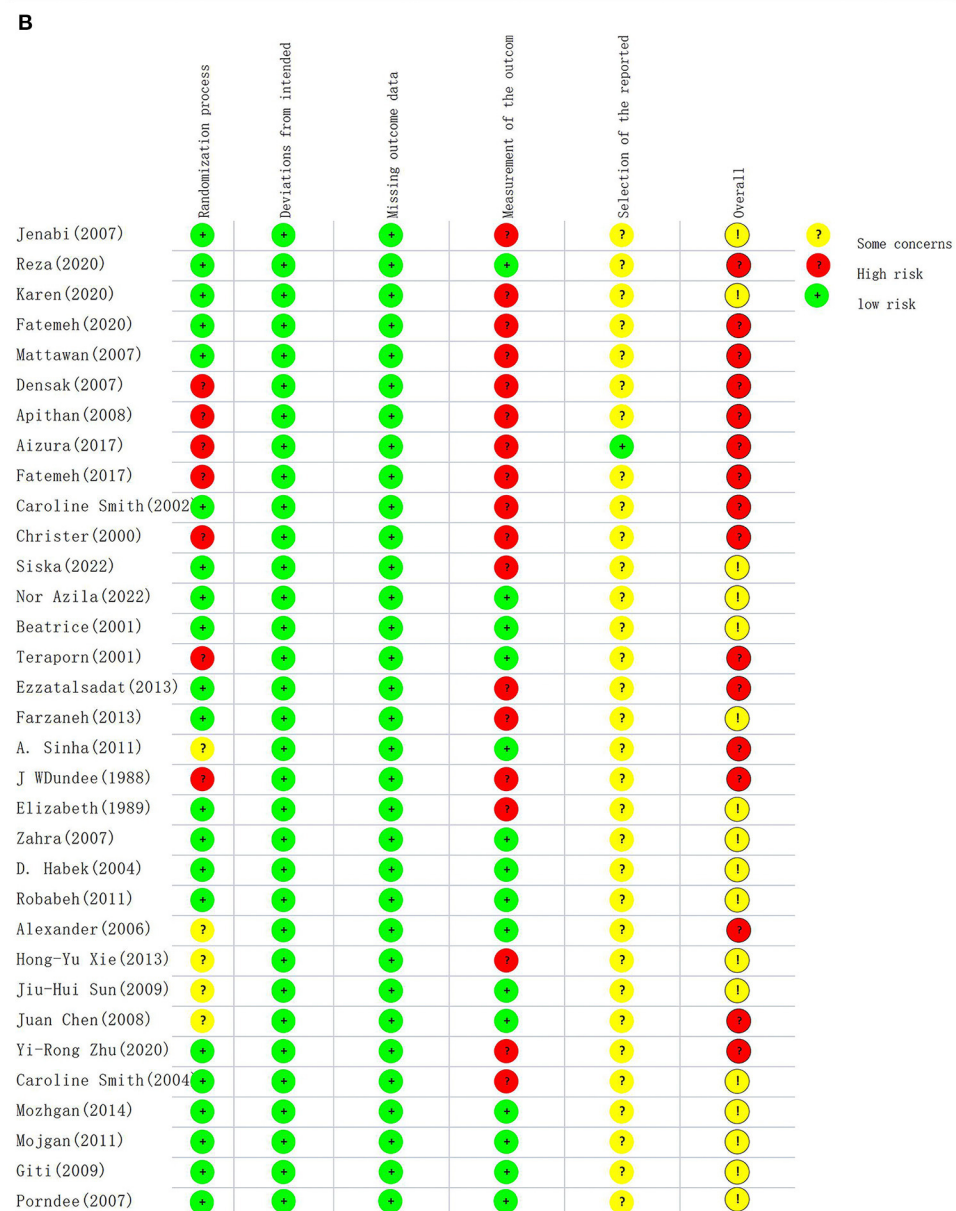 B
Randomization process
Deviations from intended
Missing outcome data
Measurement of the outcom
Selection of the reported
Overall
Jenabi(2007) + + + ? ? !
Reza(2020) + + + + ? ?
Karen(2020) + + + ? ? !
Fatemeh(2020) + + + ? ? ?
Mattawan(2007) + + + ? ? ?
Densak(2007) ? + + ? ? ?
Apithan(2008) ? + + ? ? ?
Aizura(2017) ? + + ? + ?
Fatemeh(2017) ? + + ? ? ?
Caroline Smith(2002 + + + ? ? ?
Christer(2000) ? + + ? ? ?
Siska(2022) + + + ? ? !
Nor Azila(2022) + + + + ? !
Beatrice(2001) + + + + ? !
Teraporn(2001) ? + + + ? ?
Ezzatalsadat(2013) + + + ? ? ?
Farzaneh(2013) + + + ? ? !
A. Sinha(2011) ? + + + ? ?
J WDundee(1988) ? + + ? ? ?
Elizabeth(1989) + + + ? ? !
Zahra(2007) + + + + ? !
D. Habek(2004) + + + + ? !
Robabeh(2011) + + + + ? !
Alexander(2006) ? + + + ? ?
Hong-Yu Xie(2013) ? + + ? ? !
Jiu-Hui Sun(2009) ? + + + ? !
Juan Chen(2008) ? + + + ? ?
Yi-Rong Zhu(2020) + + + ? ? ?
Caroline Smith(2004 + + + ? ? !
Mozhgan(2014) + + + + ? !
Mojgan(2011) + + + + ? !
Giti(2009) + + + + ? !
Porndee(2007) + + + + ? !
? Some concerns
? High risk
+ low risk